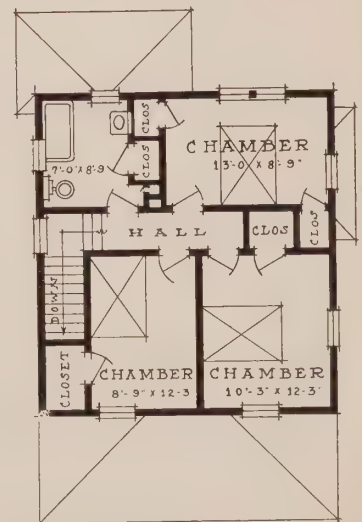 CLOS
CLOS
7'-0" X 8'-9"
CHAMBER
13'-0" X 8'-9"
HALL
CLOS
CLOS
DOWN
CLOSET
CHAMBER
8'-9" X 12-3
CHAMBER
10'-3" X 12-3"